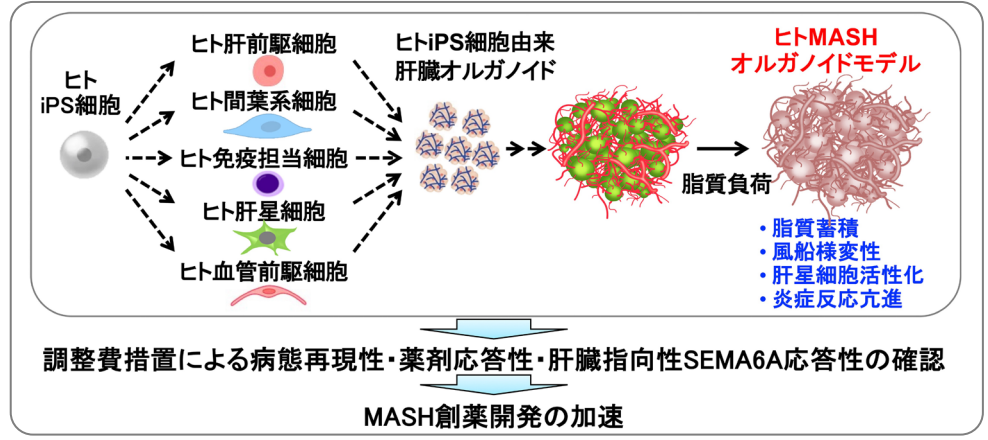 ヒト
iPS細胞
ヒト肝前駆細胞
ヒト間葉系細胞
ヒト免疫担当細胞
ヒト肝星細胞
ヒト血管前駆細胞
ヒトiPS細胞由来
肝臓オルガノイド
脂質負荷
ヒトMASH
オルガノイドモデル
・脂質蓄積
・風船様変性
・肝星細胞活性化
・炎症反応亢進
調整費措置による病態再現性・薬剤応答性・肝臓指向性SEMA6A応答性の確認
MASH創薬開発の加速